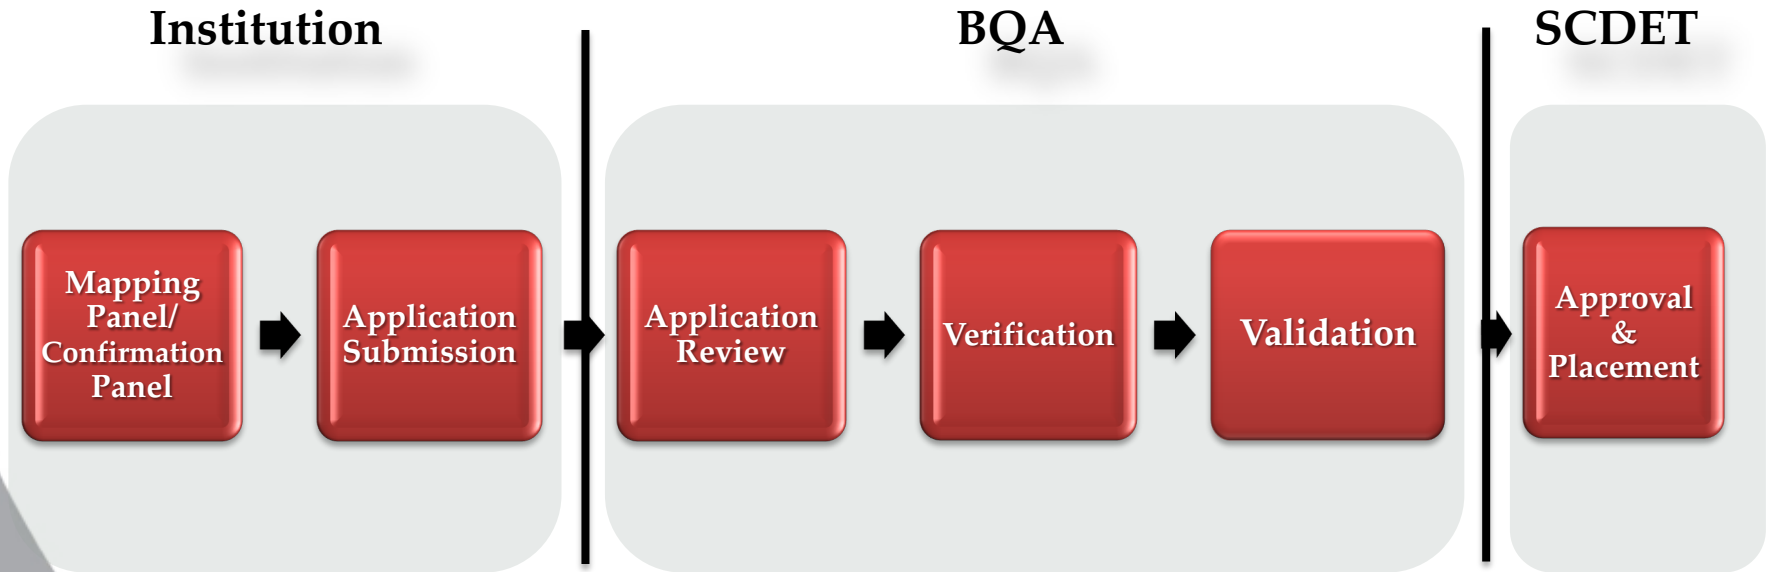 Institution
BQA
SCDET
Mapping
Panel/
Confirmation
Panel
Application
Submission
Application
Review
Verification
Validation
Approval
&
Placement